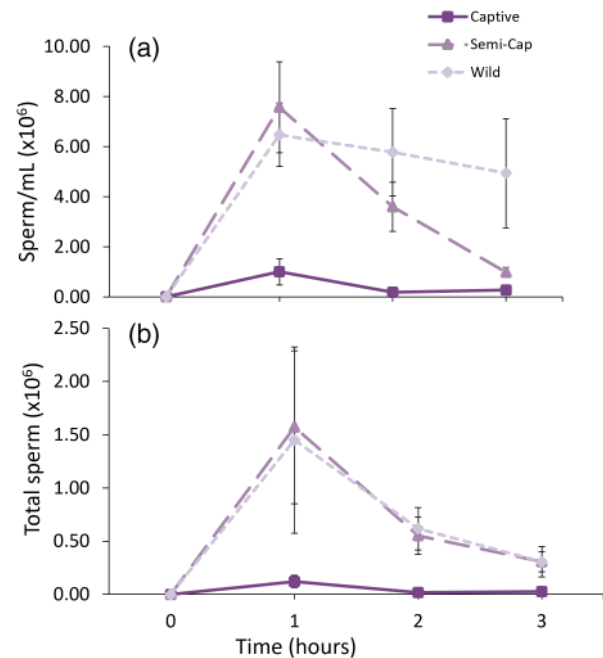 (a)
Captive
Semi-Cap
Wild
Sperm/mL (x10⁶)
10.00
8.00
6.00
4.00
2.00
0.00
(b)
Total sperm (x10⁶)
2.50
2.00
1.50
1.00
0.50
0.00
0 1 2 3
Time (hours)